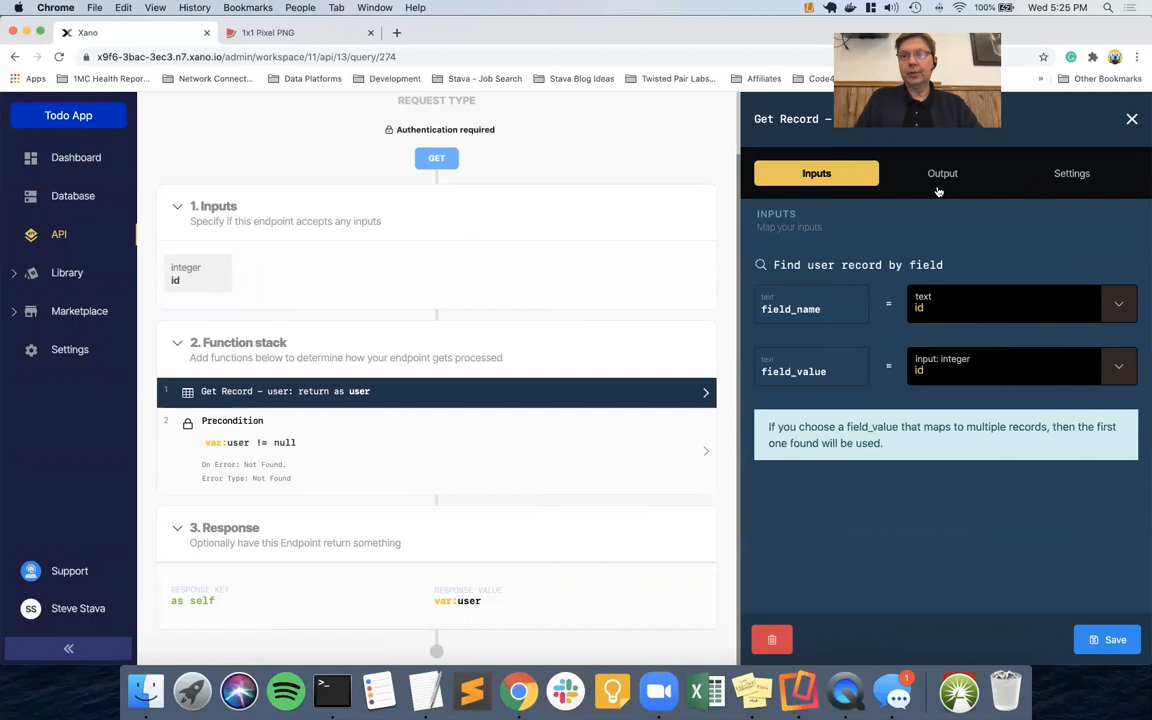 Chrome File Edit View History Bookmarks People Tab Window Help
100% Wed 5:25 PM
Xano
1x1 Pixel PNG
x9f6-3bac-3ec3.n7.xano.io/admin/workspace/11/api/13/query/274
Apps 1MC Health Repor... Network Connect... Data Platforms Stava - Job Search Stava Blog Ideas Twisted Pair Labs... Affiliates Code4 » Other Bookmarks
Todo App
Dashboard
Database
API
Library
Marketplace
Settings
Support
SS Steve Stava
REQUEST TYPE
Authentication required
GET
1. Inputs
Specify if this endpoint accepts any inputs
integer
id
2. Function stack
Add functions below to determine how your endpoint gets processed
1 Get Record – user: return as user
2 Precondition
var:user != null
On Error: Not Found.
Error Type: Not Found
3. Response
Optionally have this Endpoint return something
RESPONSE KEY
as self
RESPONSE VALUE
var:user
Get Record –
Inputs Output Settings
INPUTS
Map your inputs.
Find user record by field
text
field_name
=
text
id
text
field_value
=
input: integer
id
If you choose a field_value that maps to multiple records, then the first
one found will be used.
Save
1